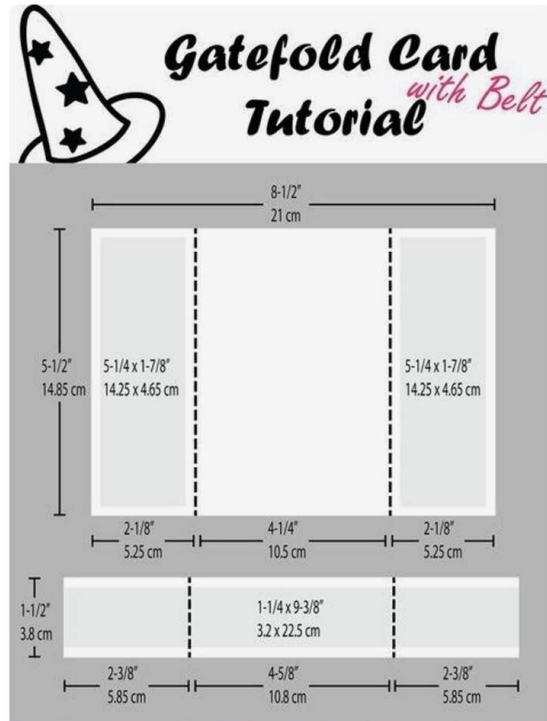 Gatefold Card
with Belt
Tutorial
8-1/2"
21 cm
5-1/2"
14.85 cm
5-1/4 x 1-7/8"
14.25 x 4.65 cm
5-1/4 x 1-7/8"
14.25 x 4.65 cm
2-1/8"
5.25 cm
4-1/4"
10.5 cm
2-1/8"
5.25 cm
1-1/2"
3.8 cm
1-1/4 x 9-3/8"
3.2 x 22.5 cm
2-3/8"
5.85 cm
4-5/8"
10.8 cm
2-3/8"
5.85 cm